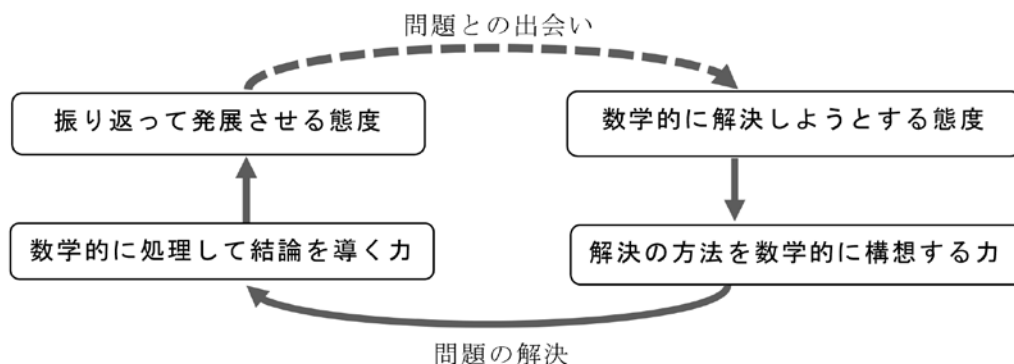 問題との出会い
振り返って発展させる態度
数学的に解決しようとする態度
数学的に処理して結論を導く力
解決の方法を数学的に構想する力
問題の解決